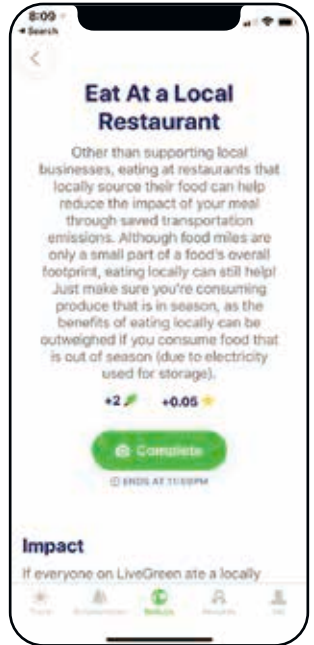 8:09
Search
Eat At a Local
Restaurant
Other than supporting local
businesses, eating at restaurants that
locally source their food can help
reduce the impact of your meal
through saved transportation
emissions. Although food miles are
only a small part of a food's overall
footprint, eating locally can still help!
Just make sure you're consuming
produce that is in season, as the
benefits of eating locally can be
outweighed if you consume food that
is out of season (due to electricity
used for storage).
+2 +0.05
Complete
ENDS AT 11:59PM
Impact
If everyone on LiveGreen ate a locally